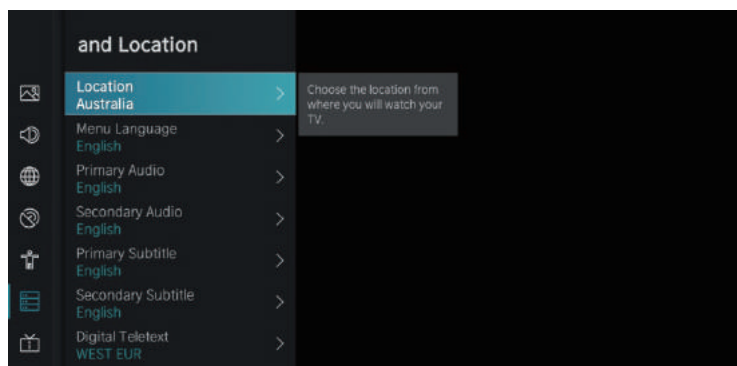 and Location
Location
Australia
Choose the location from
where you will watch your
TV.
Menu Language
English
Primary Audio
English
Secondary Audio
English
Primary Subtitle
English
Secondary Subtitle
English
Digital Teletext
WEST EUR